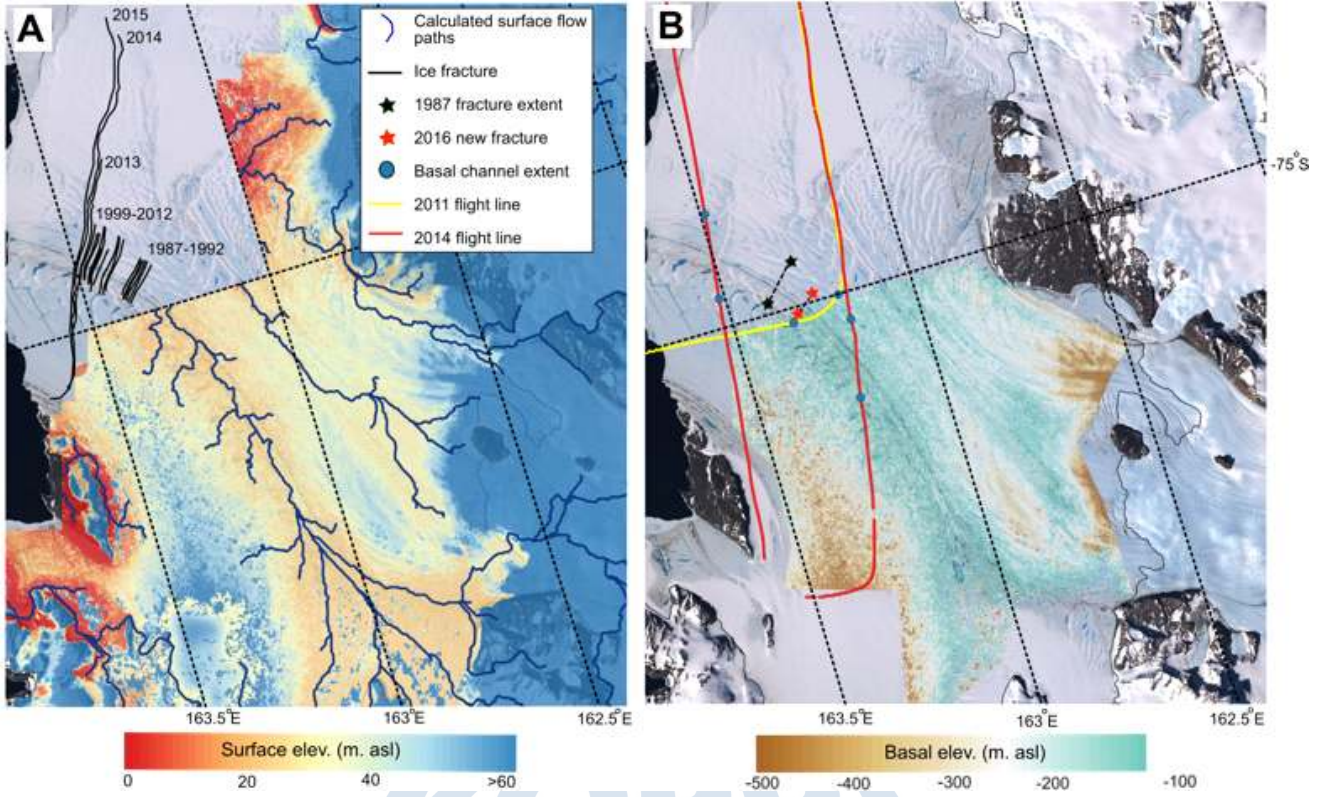 A
2015
2014
2013
1999-2012
1987-1992
Calculated surface flow
paths
Ice fracture
1987 fracture extent
2016 new fracture
Basal channel extent
2011 flight line
2014 flight line
B
-75°S
163.5°E
163°E
162.5°E
163.5°E
163°E
162.5°E
Surface elev. (m. asl)
0
20
40
>60
Basal elev. (m. asl)
-500
-400
-300
-200
-100